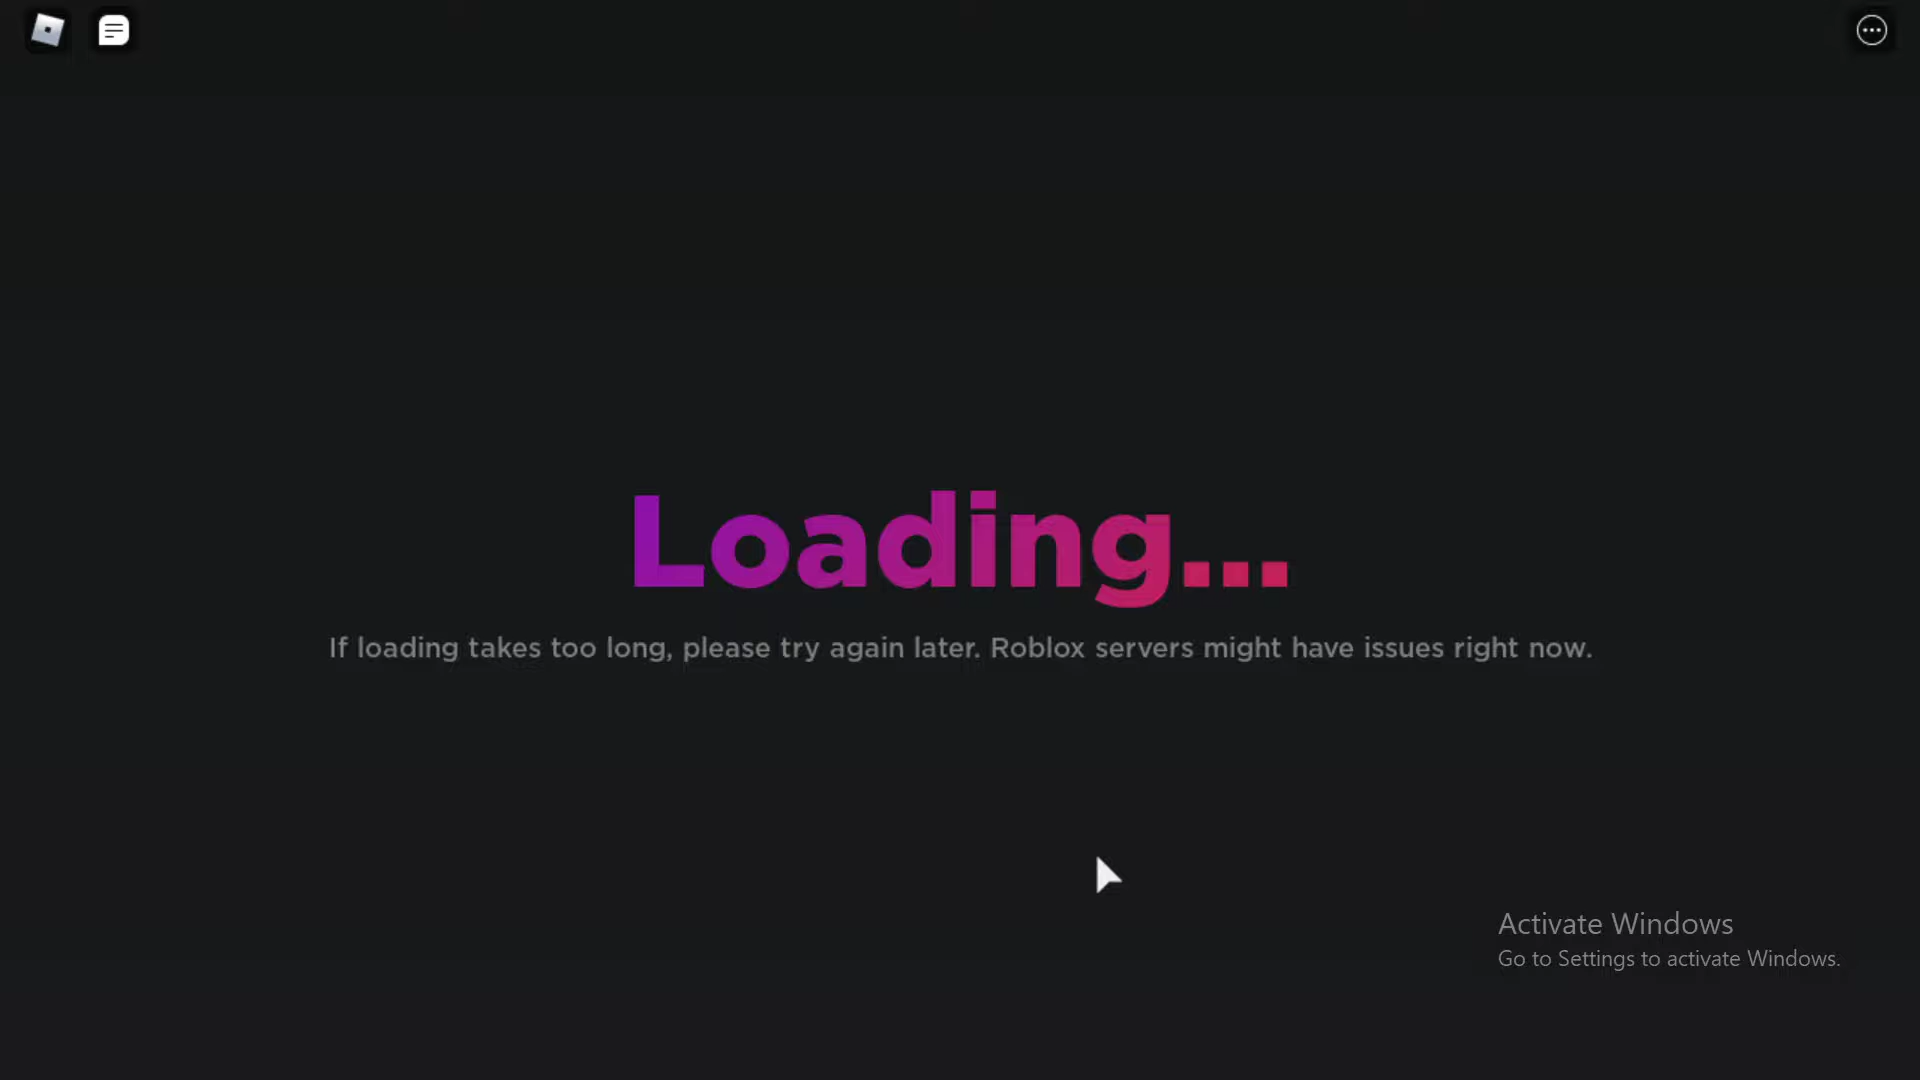 Loading...
If loading takes too long, please try again later. Roblox servers might have issues right now.
Activate Windows
Go to Settings to activate Windows.